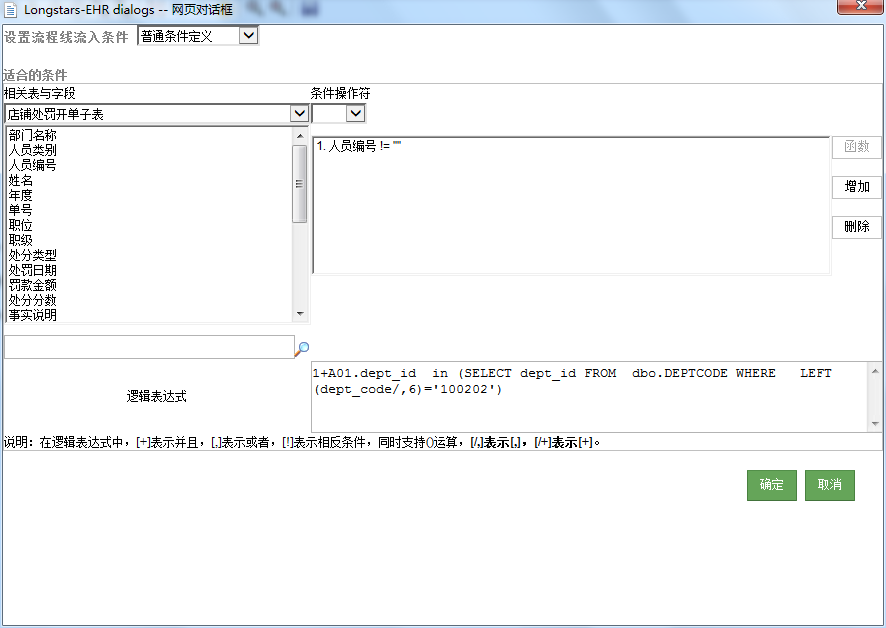 Longstars-EHR dialogs -- 网页对话框
设置流程线流入条件 普通条件定义
适合的条件
相关表与字段 条件操作符
店铺处罚开单子表
部门名称
人员类别
人员编号
姓名
年度
单号
职位
职级
处分类型
处罚日期
罚款金额
处分分数
事实说明
1. 人员编号 != ""
函数
增加
删除
逻辑表达式
1+A01.dept_id in (SELECT dept_id FROM dbo.DEPTCODE WHERE LEFT
(dept_code/,6)='100202')
说明：在逻辑表达式中，[+]表示并且，[,]表示或者，[!]表示相反条件，同时支持()运算，[/,]表示[,]，[/+]表示[+]。
确定 取消